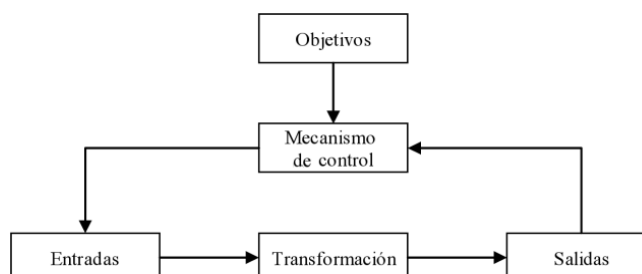 Objetivos
Mecanismo
de control
Entradas
Transformación
Salidas